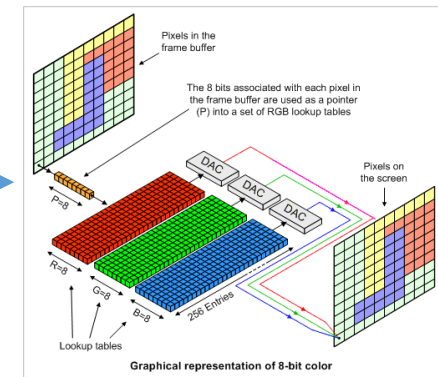 Pixels in the
frame buffer
The 8 bits associated with each pixel in
the frame buffer are used as a pointer
(P) into a set of RGB lookup tables
DAC
DAC
DAC
Pixels on
the screen
P=8
R=8
G=8
B=8
256 Entries
Lookup tables
Graphical representation of 8-bit color